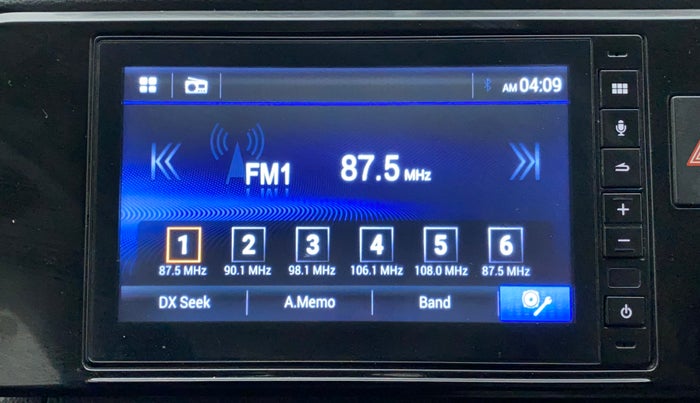 AM 04:09
FM1 87.5 MHz
1 2 3 4 5 6
87.5 MHz 90.1 MHz 98.1 MHz 106.1 MHz 108.0 MHz 87.5 MHz
DX Seek A.Memo Band